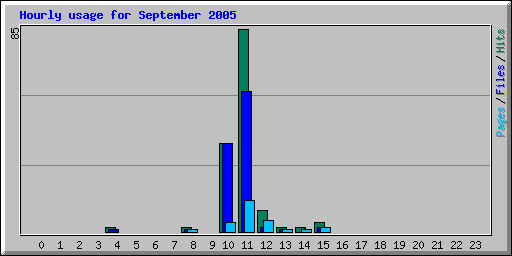 Hourly usage for September 2005
85
Pages/Files/Hits
0 1 2 3 4 5 6 7 8 9 10 11 12 13 14 15 16 17 18 19 20 21 22 23